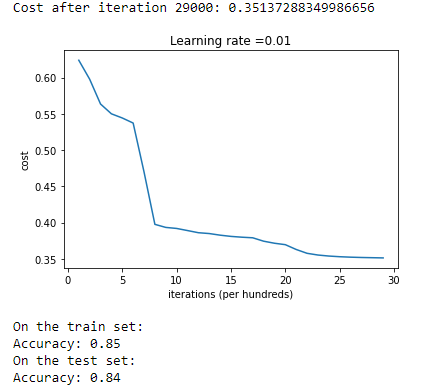 Cost after iteration 29000: 0.35137288349986656
Learning rate =0.01
0.60
0.55
0.50
0.45
0.40
0.35
cost
0 5 10 15 20 25 30
iterations (per hundreds)
On the train set:
Accuracy: 0.85
On the test set:
Accuracy: 0.84